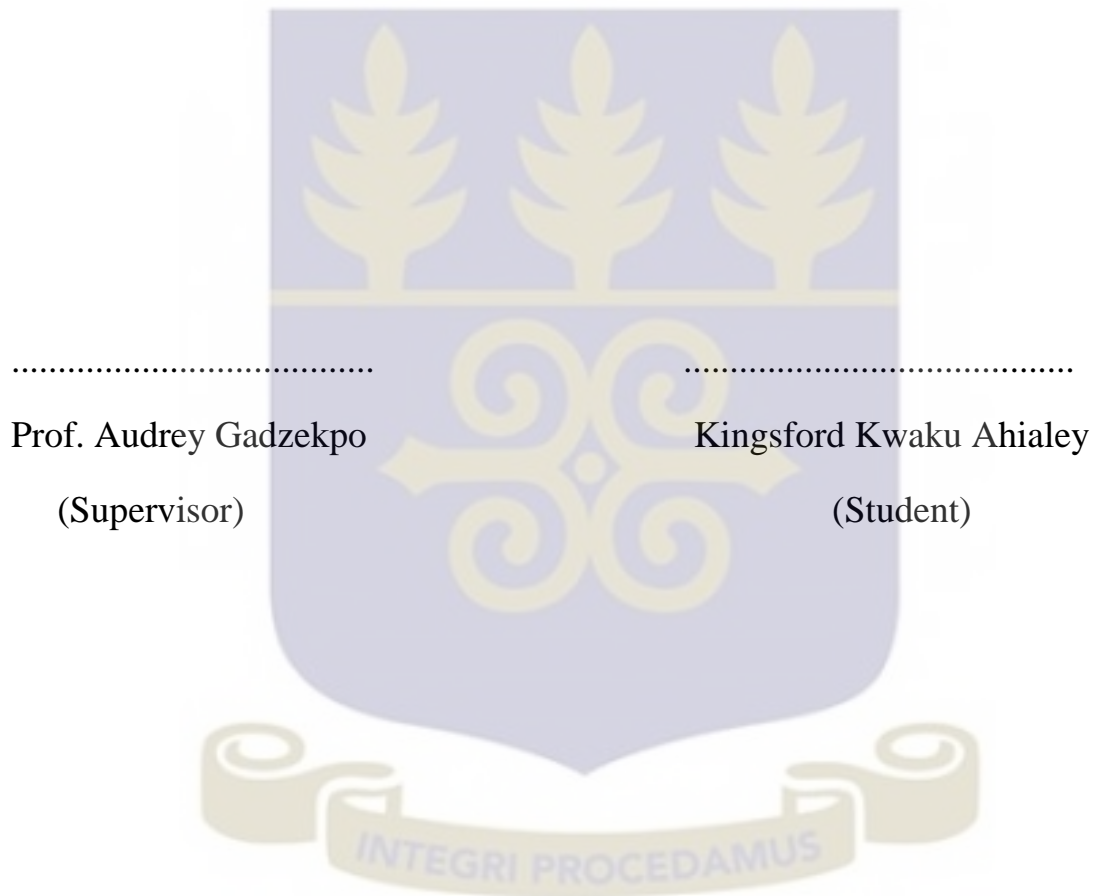 ....................................... ..........................................
Prof. Audrey Gadzekpo Kingsford Kwaku Ahialey
(Supervisor) (Student)
INTEGRI PROCEDAMUS